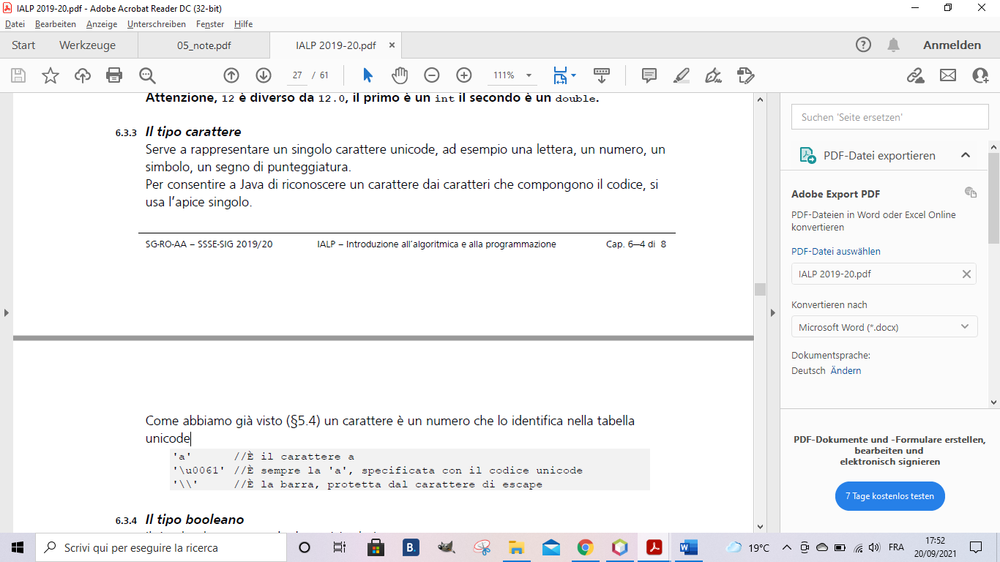 IALP 2019-20.pdf - Adobe Acrobat Reader DC (32-bit)
Datei Bearbeiten Anzeige Unterschreiben Fenster Hilfe
Start Werkzeuge 05_note.pdf IALP 2019-20.pdf × Anmelden
27 / 61 111%
Attenzione, 12 è diverso da 12.0, il primo è un int il secondo è un double.
6.3.3 Il tipo carattere
Serve a rappresentare un singolo carattere unicode, ad esempio una lettera, un numero, un
simbolo, un segno di punteggiatura.
Per consentire a Java di riconoscere un carattere dai caratteri che compongono il codice, si
usa l'apice singolo.
SG-RO-AA – SSSE-SIG 2019/20 IALP – Introduzione all'algoritmica e alla programmazione Cap. 6—4 di 8
Come abbiamo già visto (§5.4) un carattere è un numero che lo identifica nella tabella
unicode
'a' //È il carattere a
'\u0061' //È sempre la 'a', specificata con il codice unicode
'\\' //È la barra, protetta dal carattere di escape
6.3.4 Il tipo booleano
Suchen 'Seite ersetzen'
PDF-Datei exportieren
Adobe Export PDF
PDF-Dateien in Word oder Excel Online
konvertieren
PDF-Datei auswählen
IALP 2019-20.pdf
Konvertieren nach
Microsoft Word (*.docx)
Dokumentsprache:
Deutsch Ändern
PDF-Dokumente und -Formulare erstellen,
bearbeiten und
elektronisch signieren
7 Tage kostenlos testen
Scrivi qui per eseguire la ricerca
B.
W
19°C
FRA
17:52
20/09/2021